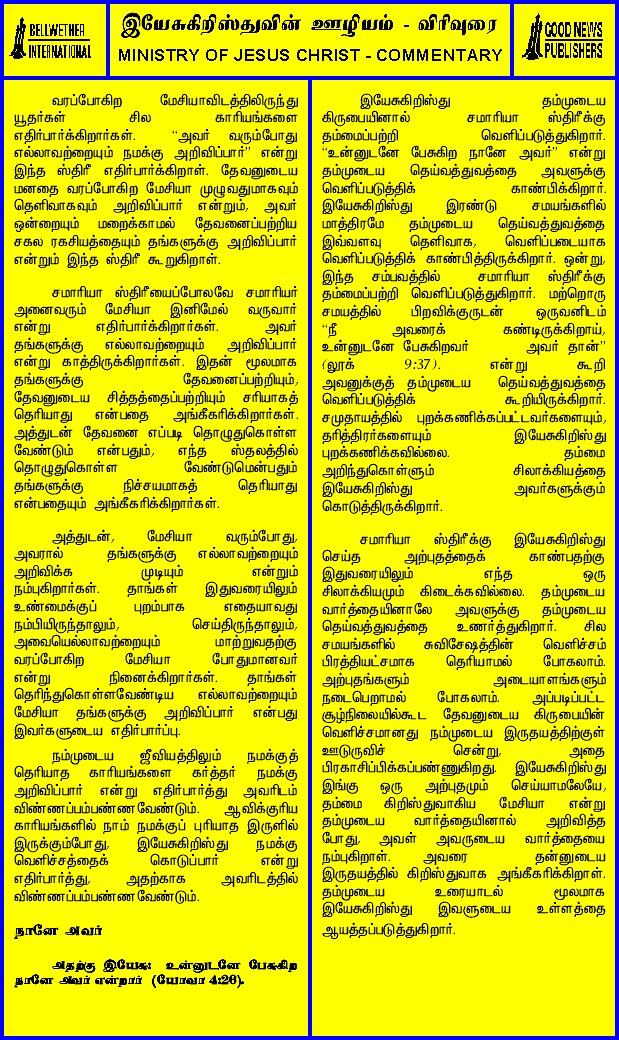 BELLWETHER
INTERNATIONAL
இயேசுகிறிஸ்துவின் ஊழியம் - விரிவுரை
MINISTRY OF JESUS CHRIST - COMMENTARY
GOOD NEWS
PUBLISHERS
வரப்போகிற மேசியாவிடத்திலிருந்து
யூதர்கள் சில காரியங்களை
எதிர்பார்க்கிறார்கள். “அவர் வரும்போது
எல்லாவற்றையும் நமக்கு அறிவிப்பார்” என்று
இந்த ஸ்திரீ எதிர்பார்க்கிறாள். தேவனுடைய
மனதை வரப்போகிற மேசியா முழுவதுமாகவும்
தெளிவாகவும் அறிவிப்பார் என்றும், அவர்
ஒன்றையும் மறைக்காமல் தேவனைப்பற்றிய
சகல ரகசியத்தையும் தங்களுக்கு அறிவிப்பார்
என்றும் இந்த ஸ்திரீ கூறுகிறாள்.
சமாரியா ஸ்திரீயைப்போலவே சமாரியர்
அனைவரும் மேசியா இனிமேல் வருவார்
என்று எதிர்பார்க்கிறார்கள். அவர்
தங்களுக்கு எல்லாவற்றையும் அறிவிப்பார்
என்று காத்திருக்கிறார்கள். இதன் மூலமாக
தங்களுக்கு தேவனைப்பற்றியும்,
தேவனுடைய சித்தத்தைப்பற்றியும் சரியாகத்
தெரியாது என்பதை அங்கீகரிக்கிறார்கள்.
அத்துடன் தேவனை எப்படி தொழுதுகொள்ள
வேண்டும் என்பதும், எந்த ஸ்தலத்தில்
தொழுதுகொள்ள வேண்டுமென்பதும்
தங்களுக்கு நிச்சயமாகத் தெரியாது
என்பதையும் அங்கீகரிக்கிறார்கள்.
அத்துடன், மேசியா வரும்போது,
அவரால் தங்களுக்கு எல்லாவற்றையும்
அறிவிக்க முடியும் என்றும்
நம்புகிறார்கள். தாங்கள் இதுவரையிலும்
உண்மைக்குப் புறம்பாக எதையாவது
நம்பியிருந்தாலும், செய்திருந்தாலும்,
அவையெல்லாவற்றையும் மாற்றுவதற்கு
வரப்போகிற மேசியா போதுமானவர்
என்று நினைக்கிறார்கள். தாங்கள்
தெரிந்துகொள்ளவேண்டிய எல்லாவற்றையும்
மேசியா தங்களுக்கு அறிவிப்பார் என்பது
இவர்களுடைய எதிர்பார்ப்பு.
நம்முடைய ஜீவியத்திலும் நமக்குத்
தெரியாத காரியங்களை கர்த்தர் நமக்கு
அறிவிப்பார் என்று எதிர்பார்த்து அவரிடம்
விண்ணப்பம்பண்ணவேண்டும். ஆவிக்குரிய
காரியங்களில் நாம் நமக்குப் புரியாத இருளில்
இருக்கும்போது, இயேசுகிறிஸ்து நமக்கு
வெளிச்சத்தைக் கொடுப்பார் என்று
எதிர்பார்த்து, அதற்காக அவரிடத்தில்
விண்ணப்பம்பண்ணவேண்டும்.
நானே அவர்
அதற்கு இயேசு: உன்னுடனே பேசுகிற
நானே அவர் என்றார் (யோவா 4:26).
இயேசுகிறிஸ்து தம்முடைய
கிருபையினால் சமாரியா ஸ்திரீக்கு
தம்மைப்பற்றி வெளிப்படுத்துகிறார்.
“உன்னுடனே பேசுகிற நானே அவர்” என்று
தம்முடைய தெய்வத்துவத்தை அவளுக்கு
வெளிப்படுத்திக் காண்பிக்கிறார்.
இயேசுகிறிஸ்து இரண்டு சமயங்களில்
மாத்திரமே தம்முடைய தெய்வத்துவத்தை
இவ்வளவு தெளிவாக, வெளிப்படையாக
வெளிப்படுத்திக் காண்பித்திருக்கிறார். ஒன்று,
இந்த சம்பவத்தில் சமாரியா ஸ்திரீக்கு
தம்மைப்பற்றி வெளிப்படுத்துகிறார். மற்றொரு
சமயத்தில் பிறவிக்குருடன் ஒருவனிடம்
“நீ அவரைக் கண்டிருக்கிறாய்,
உன்னுடனே பேசுகிறவர் அவர் தான்”
(லூக் 9:37). என்று கூறி
அவனுக்குத் தம்முடைய தெய்வத்துவத்தை
வெளிப்படுத்திக் கூறியிருக்கிறார்.
சமுதாயத்தில் புறக்கணிக்கப்பட்டவர்களையும்,
தரித்திரர்களையும் இயேசுகிறிஸ்து
புறக்கணிக்கவில்லை. தம்மை
அறிந்துகொள்ளும் சிலாக்கியத்தை
இயேசுகிறிஸ்து அவர்களுக்கும்
கொடுத்திருக்கிறார்.
சமாரியா ஸ்திரீக்கு இயேசுகிறிஸ்து
செய்த அற்புதத்தைக் காண்பதற்கு
இதுவரையிலும் எந்த ஒரு
சிலாக்கியமும் கிடைக்கவில்லை. தம்முடைய
வார்த்தையினாலே அவளுக்கு தம்முடைய
தெய்வத்துவத்தை உணர்த்துகிறார். சில
சமயங்களில் சுவிசேஷத்தின் வெளிச்சம்
பிரத்தியட்சமாக தெரியாமல் போகலாம்.
அற்புதங்களும் அடையாளங்களும்
நடைபெறாமல் போகலாம். அப்படிப்பட்ட
சூழ்நிலையில்கூட தேவனுடைய கிருபையின்
வெளிச்சமானது நம்முடைய இருதயத்திற்குள்
ஊடுருவிச் சென்று, அதை
பிரகாசிப்பிக்கப்பண்ணுகிறது. இயேசுகிறிஸ்து
இங்கு ஒரு அற்புதமும் செய்யாமலேயே,
தம்மை கிறிஸ்துவாகிய மேசியா என்று
தம்முடைய வார்த்தையினால் அறிவித்த
போது, அவள் அவருடைய வார்த்தையை
நம்புகிறாள். அவரை தன்னுடைய
இருதயத்தில் கிறிஸ்துவாக அங்கீகரிக்கிறாள்.
தம்முடைய உரையாடல் மூலமாக
இயேசுகிறிஸ்து இவளுடைய உள்ளத்தை
ஆயத்தப்படுத்துகிறார்.